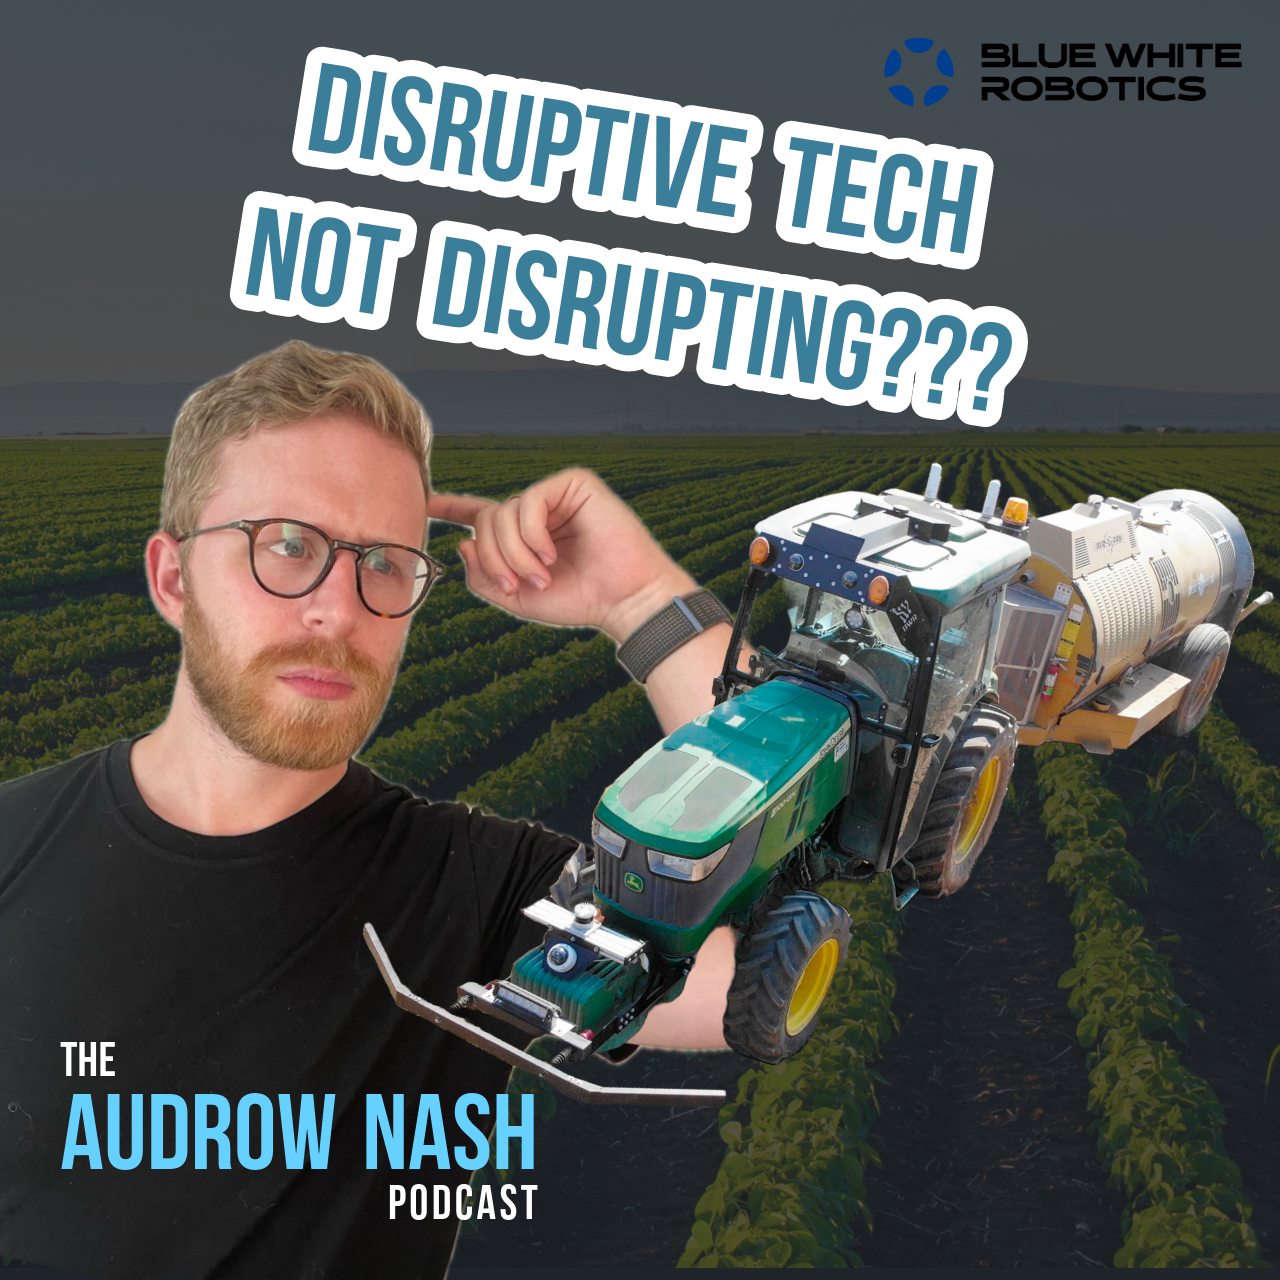 BLUE WHITE
ROBOTICS
DISRUPTIVE TECH
NOT DISRUPTING???
THE
AUDROW NASH
PODCAST